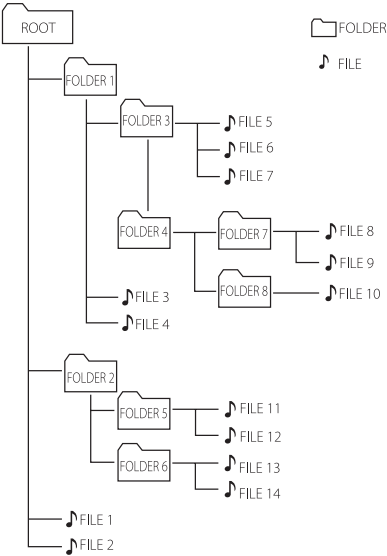 ROOT
FOLDER
FILE
FOLDER 1
FOLDER 3
FILE 5
FILE 6
FILE 7
FOLDER 4
FOLDER 7
FILE 8
FILE 9
FOLDER 8
FILE 10
FILE 3
FILE 4
FOLDER 2
FOLDER 5
FILE 11
FILE 12
FOLDER 6
FILE 13
FILE 14
FILE 1
FILE 2